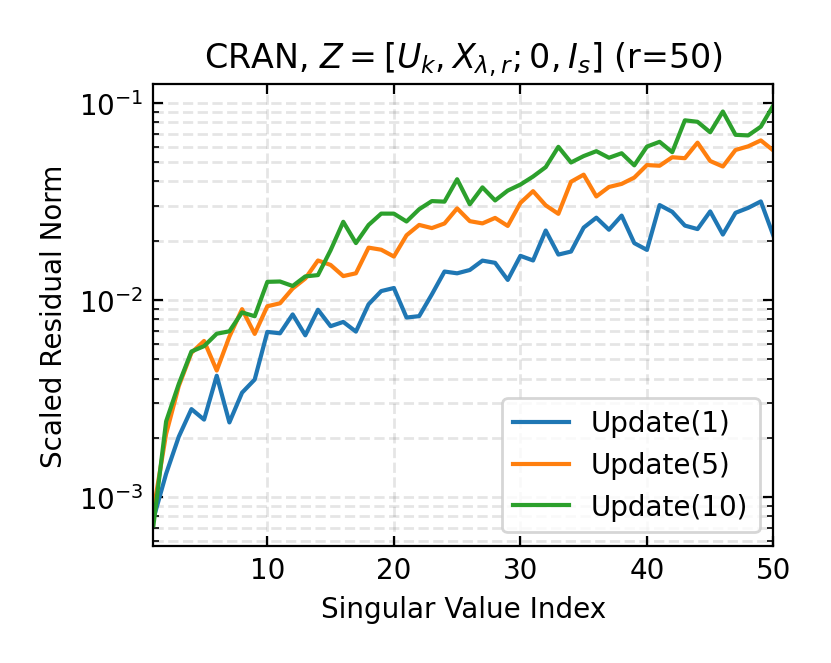 CRAN, $Z = [U_k, X_{\lambda,r}; 0, I_s]$ (r=50)
Scaled Residual Norm
$10^{-1}$
$10^{-2}$
$10^{-3}$
Update(1)
Update(5)
Update(10)
10 20 30 40 50
Singular Value Index